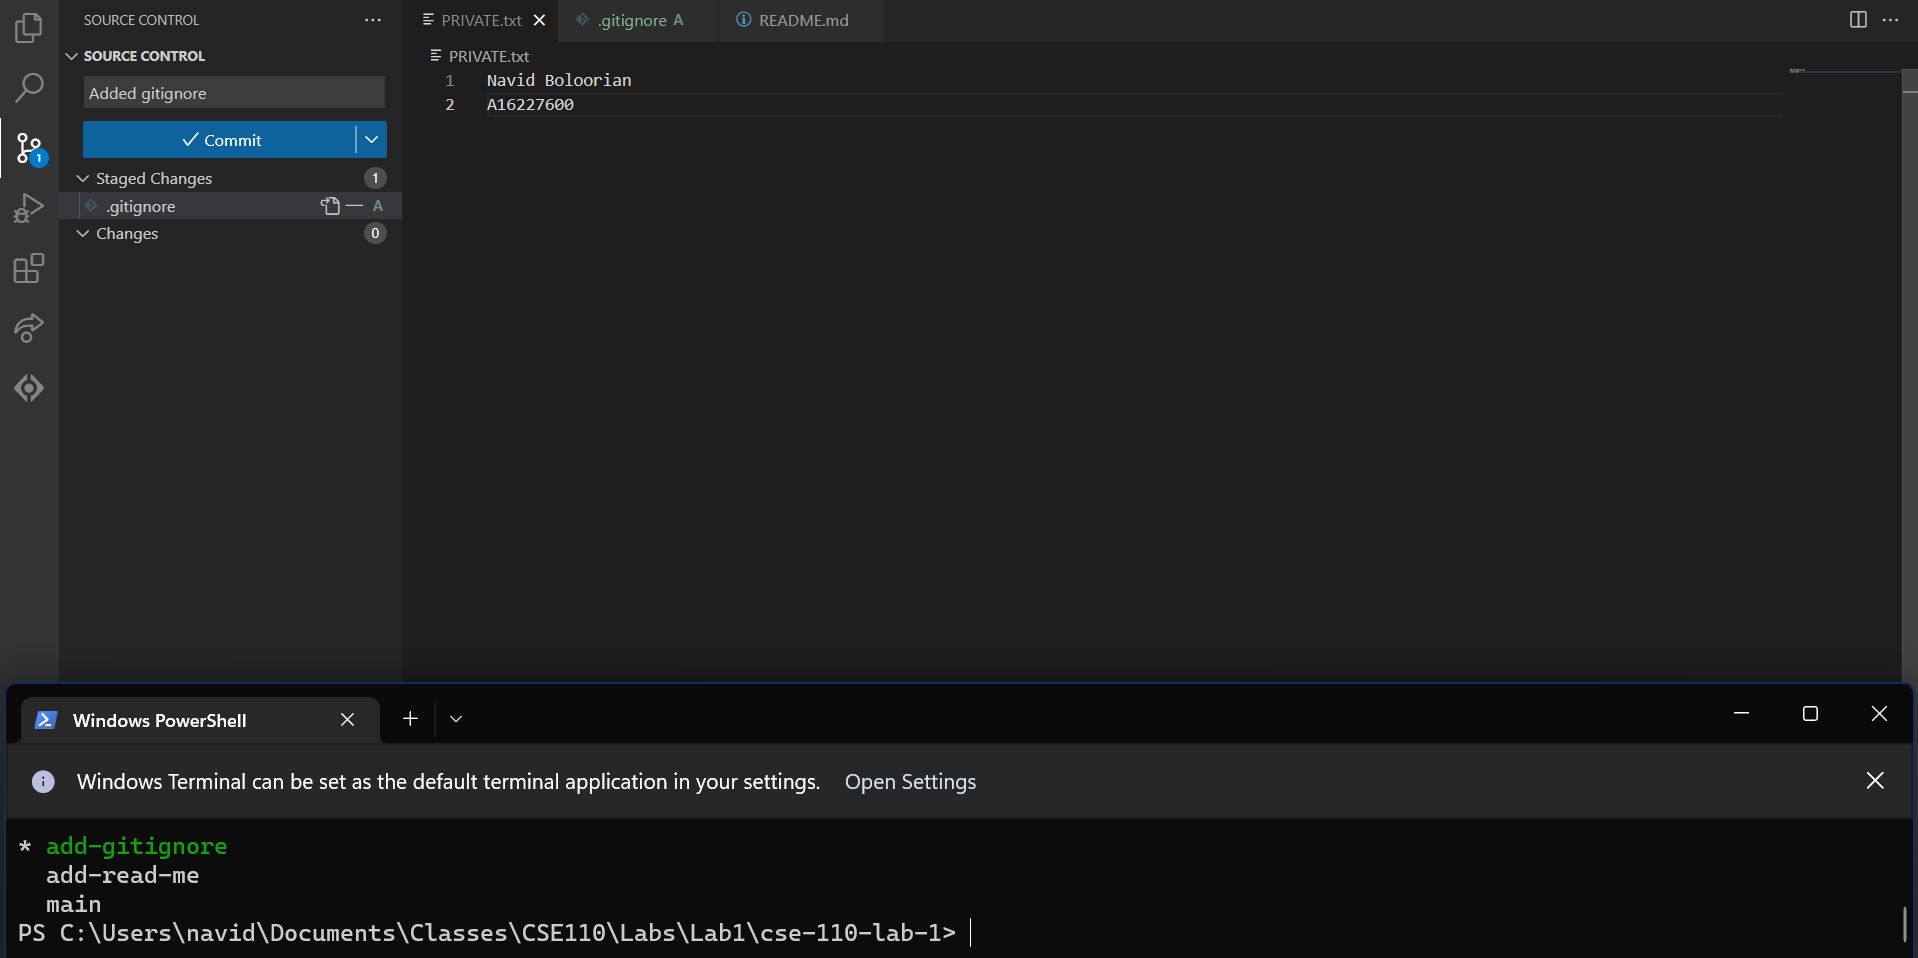 SOURCE CONTROL
SOURCE CONTROL
Added gitignore
Commit
Staged Changes 1
.gitignore A
Changes 0
1
PRIVATE.txt
.gitignore A
README.md
PRIVATE.txt
1 Navid Boloorian
2 A16227600
Windows PowerShell
Windows Terminal can be set as the default terminal application in your settings. Open Settings
* add-gitignore
add-read-me
main
PS C:\Users\navid\Documents\Classes\CSE110\Labs\Lab1\cse-110-lab-1>